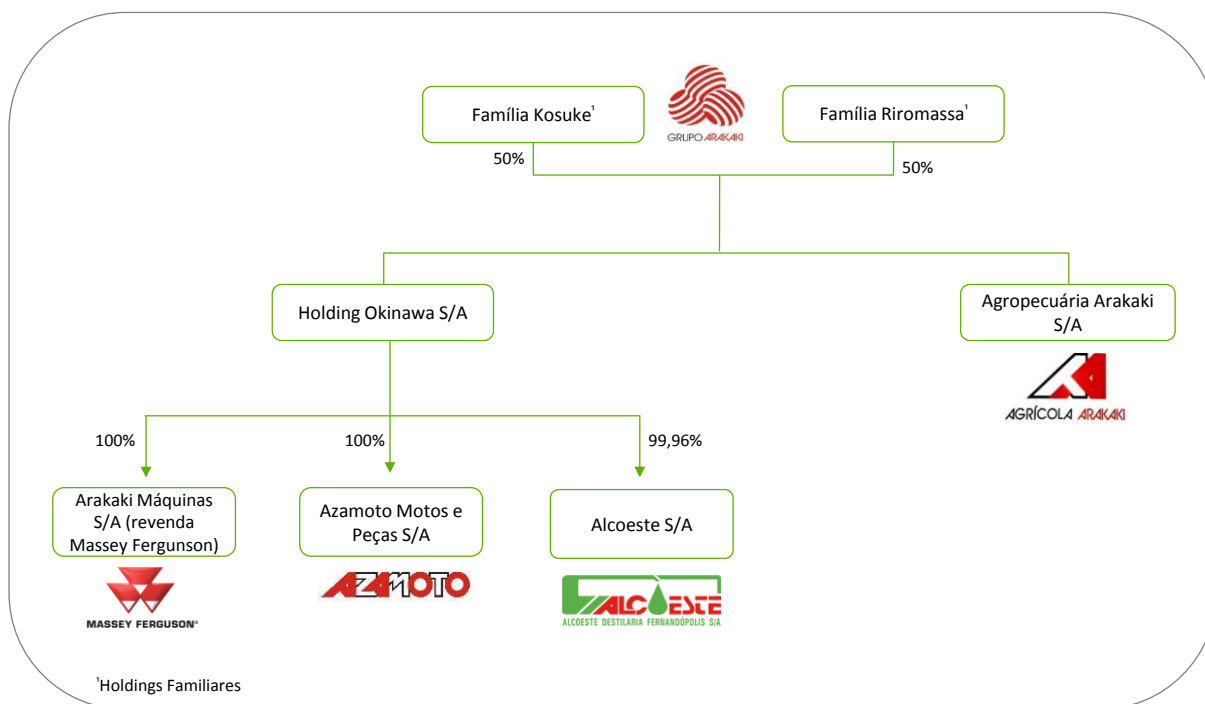 Família Kosuke¹
GRUPO ARAKAKI
Família Riromassa¹
50%
50%
Holding Okinawa S/A
Agropecuária Arakaki
S/A
AGRÍCOLA ARAKAKI
100%
100%
99,96%
Arakaki Máquinas
S/A (revenda
Massey Fergunson)
Azamoto Motos e
Peças S/A
Alcoeste S/A
MASSEY FERGUSON®
AZAMOTO
ALCOESTE
ALCOESTE DESTILARIA FERNANDÓPOLIS S/A
¹Holdings Familiares